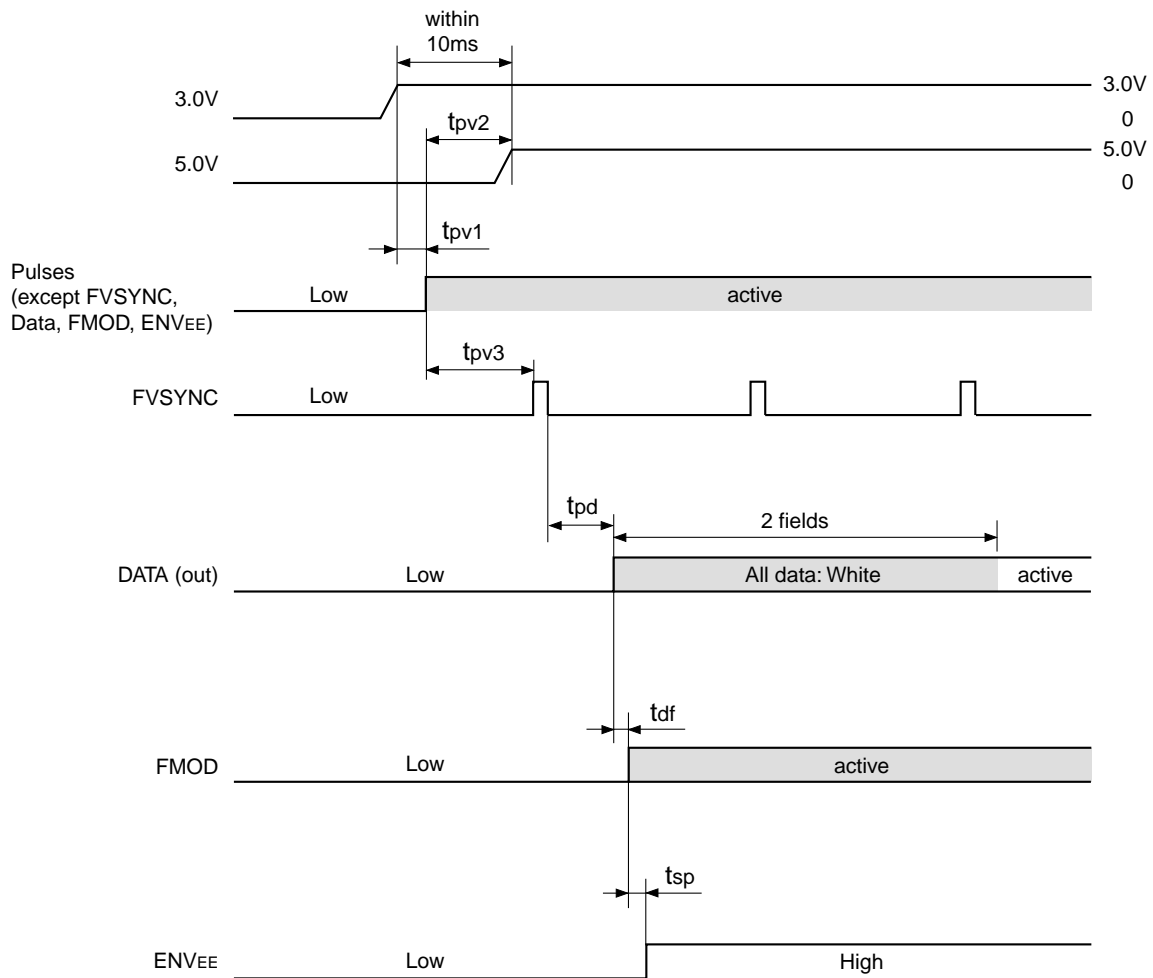 within
10ms
3.0V
3.0V
0
tpv2
5.0V
5.0V
0
tpv1
Pulses
(except FVSYNC,
Data, FMOD, ENVEE)
Low
active
tpv3
FVSYNC
Low
tpd
2 fields
DATA (out)
Low
All data: White
active
tdf
FMOD
Low
active
tsp
ENVEE
Low
High